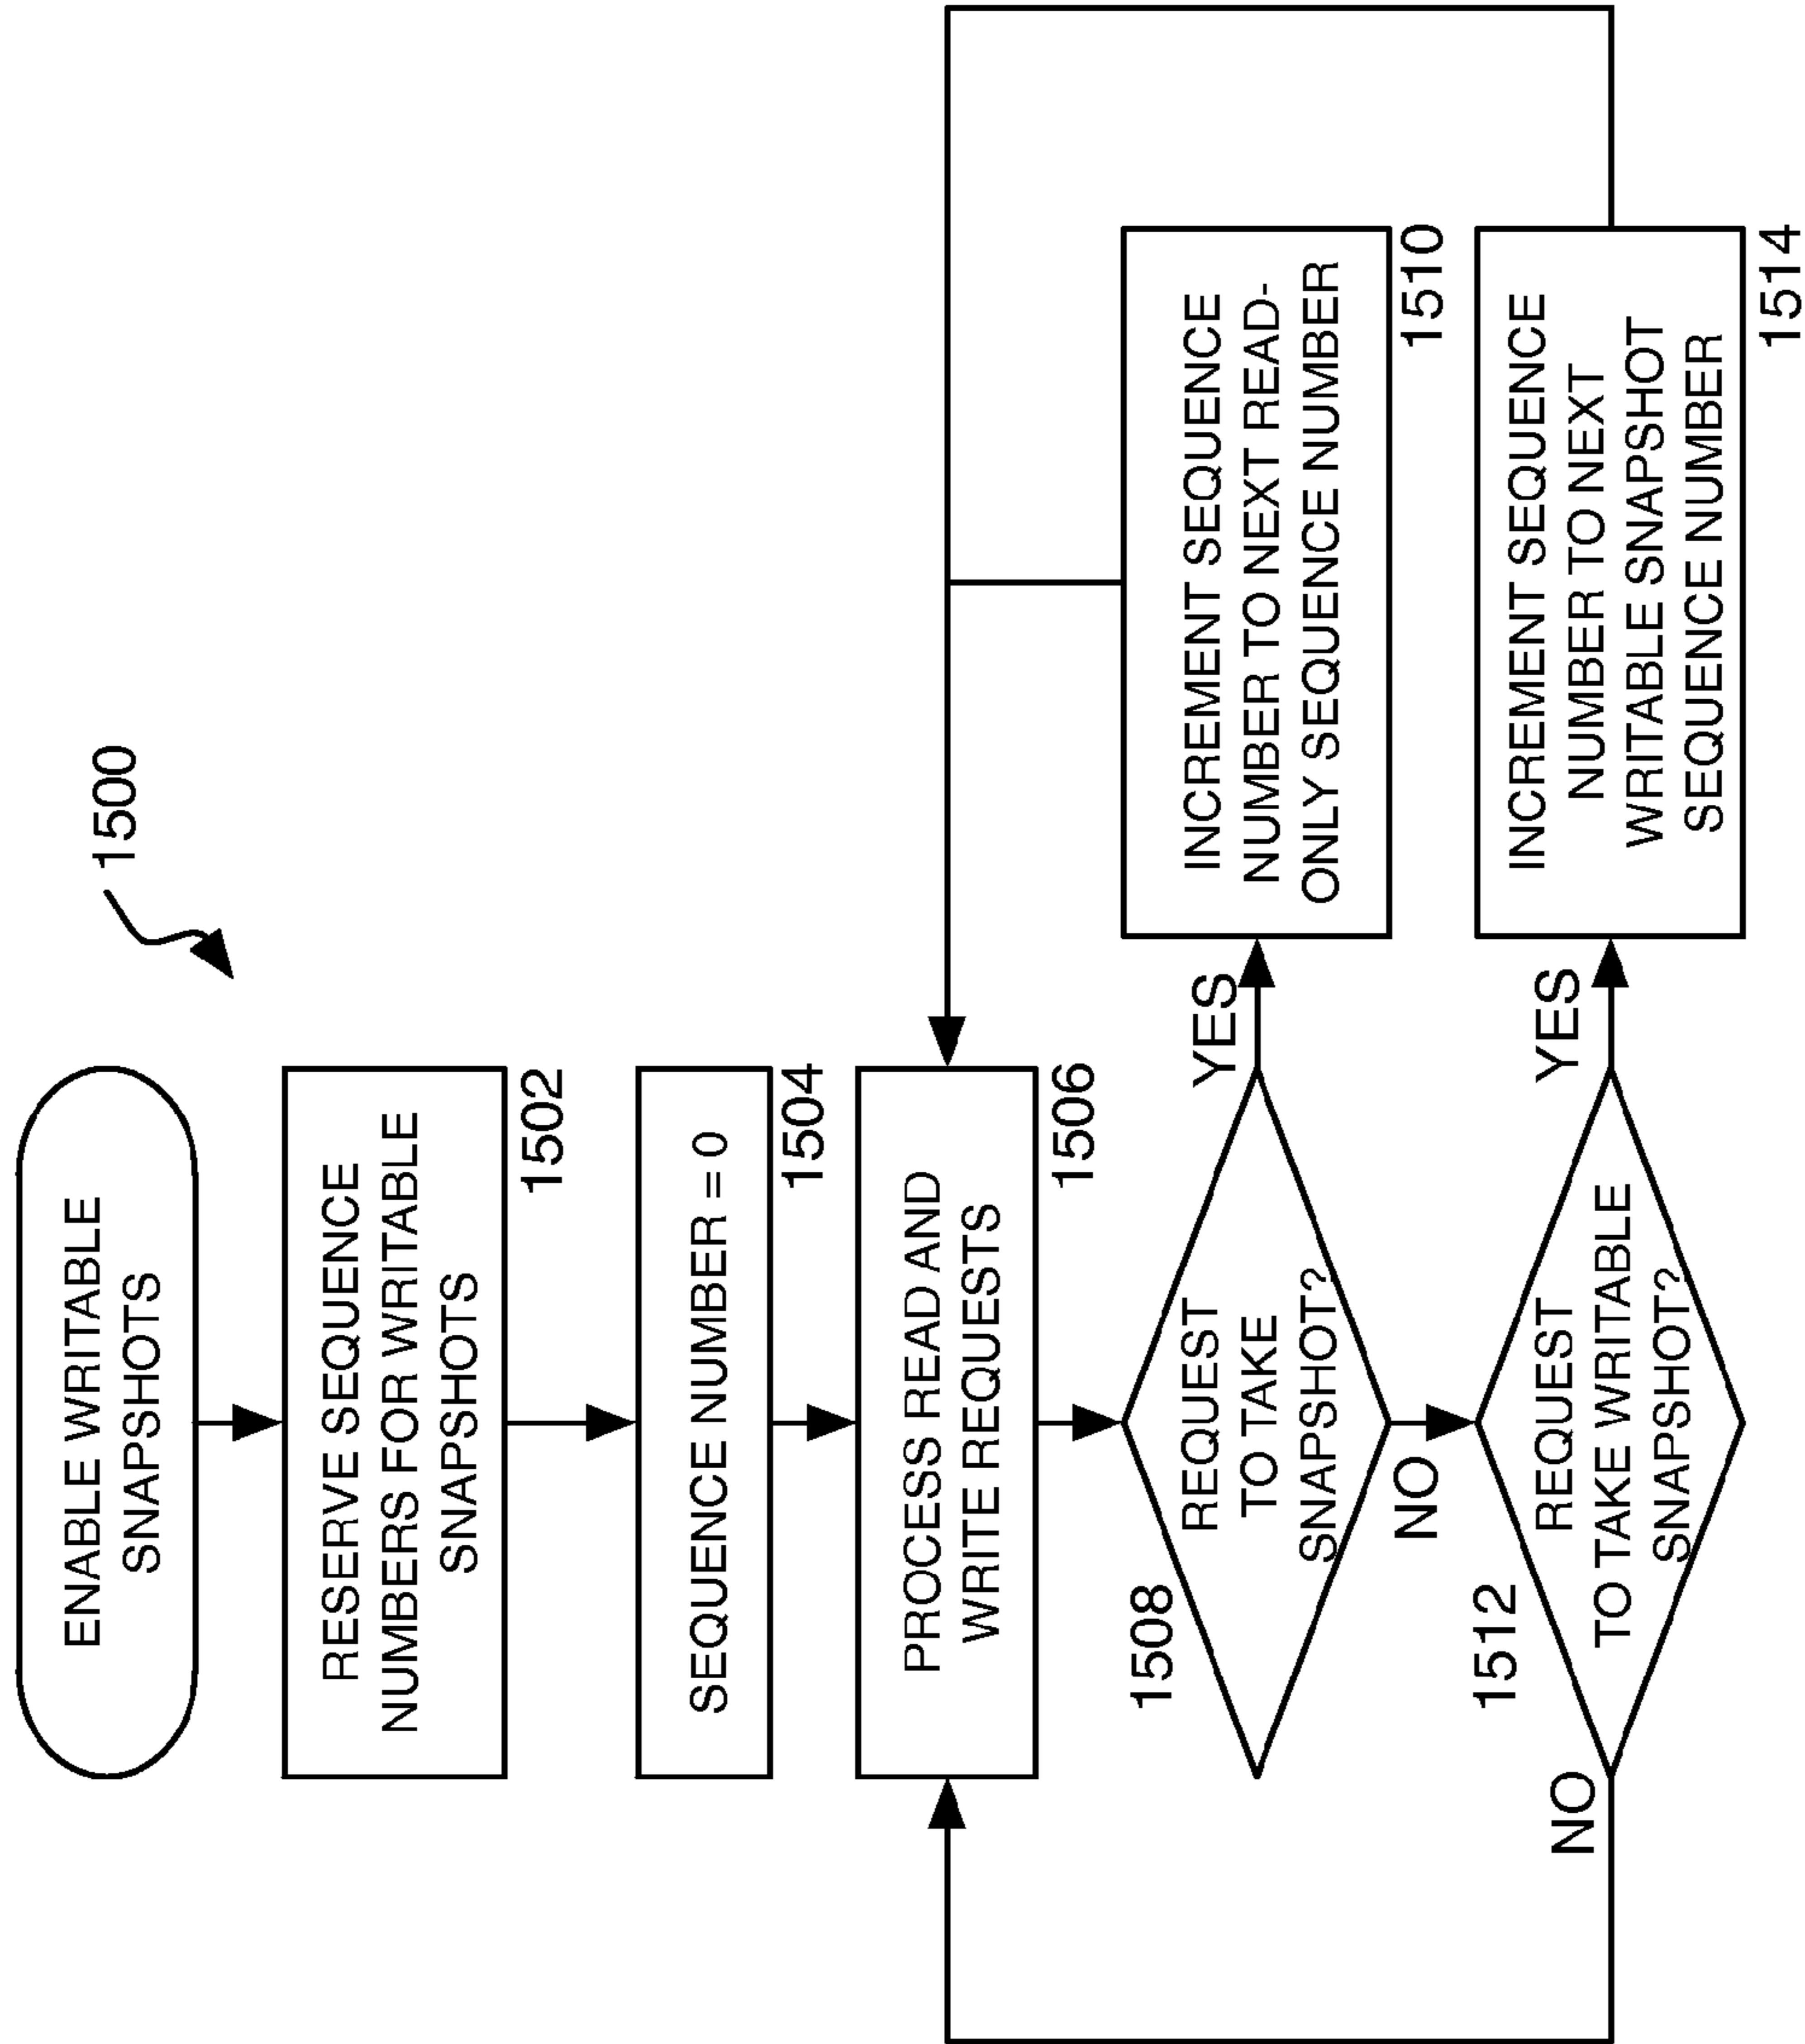 1500
ENABLE WRITABLE
SNAPSHOTS
RESERVE SEQUENCE
NUMBERS FOR WRITABLE
SNAPSHOTS
1502
SEQUENCE NUMBER = 0
1504
PROCESS READ AND
WRITE REQUESTS
1506
1508
REQUEST
TO TAKE
SNAPSHOT?
YES
INCREMENT SEQUENCE
NUMBER TO NEXT READ-
ONLY SEQUENCE NUMBER
1510
NO
1512
REQUEST
TO TAKE WRITABLE
SNAPSHOT?
NO
YES
INCREMENT SEQUENCE
NUMBER TO NEXT
WRITABLE SNAPSHOT
SEQUENCE NUMBER
1514